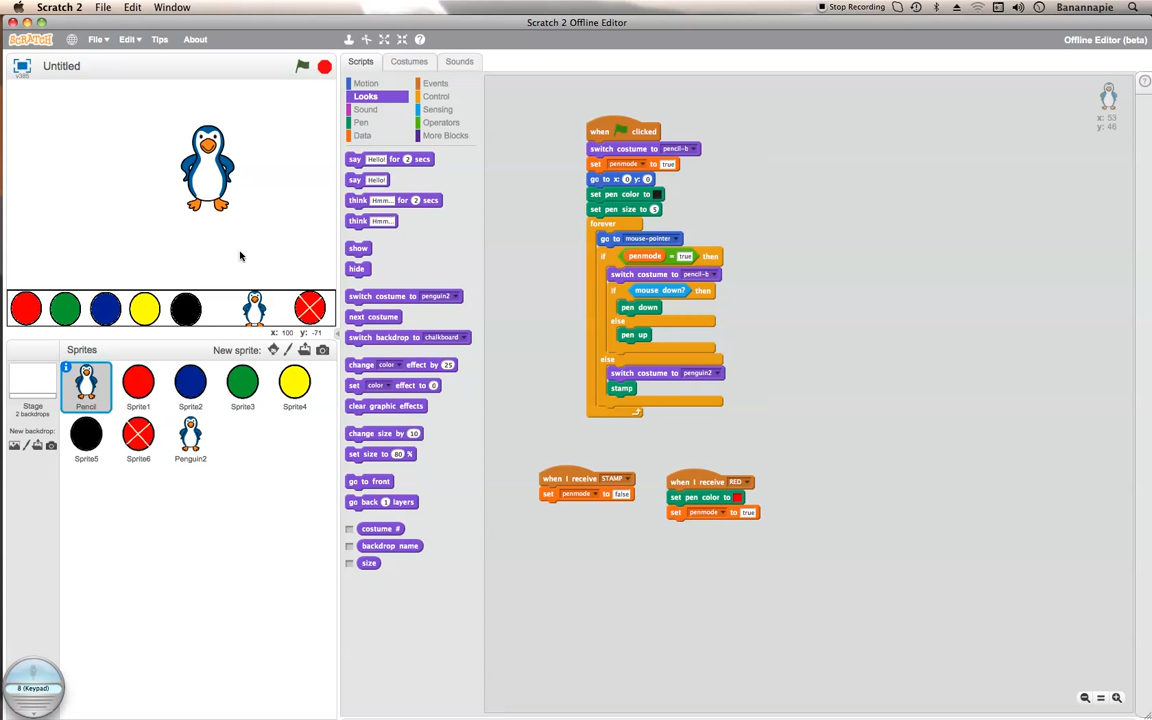 Scratch 2 File Edit Window Stop Recording Banannapie
Scratch 2 Offline Editor
SCRATCH File Edit Tips About Offline Editor (beta)
Untitled
v385
Scripts Costumes Sounds
Motion Events
Looks Control
Sound Sensing
Pen Operators
Data More Blocks
say Hello! for 2 secs
say Hello!
think Hmm... for 2 secs
think Hmm...
show
hide
switch costume to penguin2
next costume
switch backdrop to chalkboard
change color effect by 25
set color effect to 0
clear graphic effects
change size by 10
set size to 80 %
go to front
go back 1 layers
costume #
backdrop name
size
x: 53
y: 46
when clicked
switch costume to pencil-b
set penmode to true
go to x: 0 y: 0
set pen color to
set pen size to 5
forever
go to mouse-pointer
if penmode = true then
switch costume to pencil-b
if mouse down? then
pen down
else
pen up
else
switch costume to penguin2
stamp
when I receive STAMP
set penmode to false
when I receive RED
set pen color to
set penmode to true
x: 100 y: -71
Sprites New sprite:
Stage
2 backdrops
New backdrop:
Pencil Sprite1 Sprite2 Sprite3 Sprite4
Sprite5 Sprite6 Penguin2
8 (Keypad)